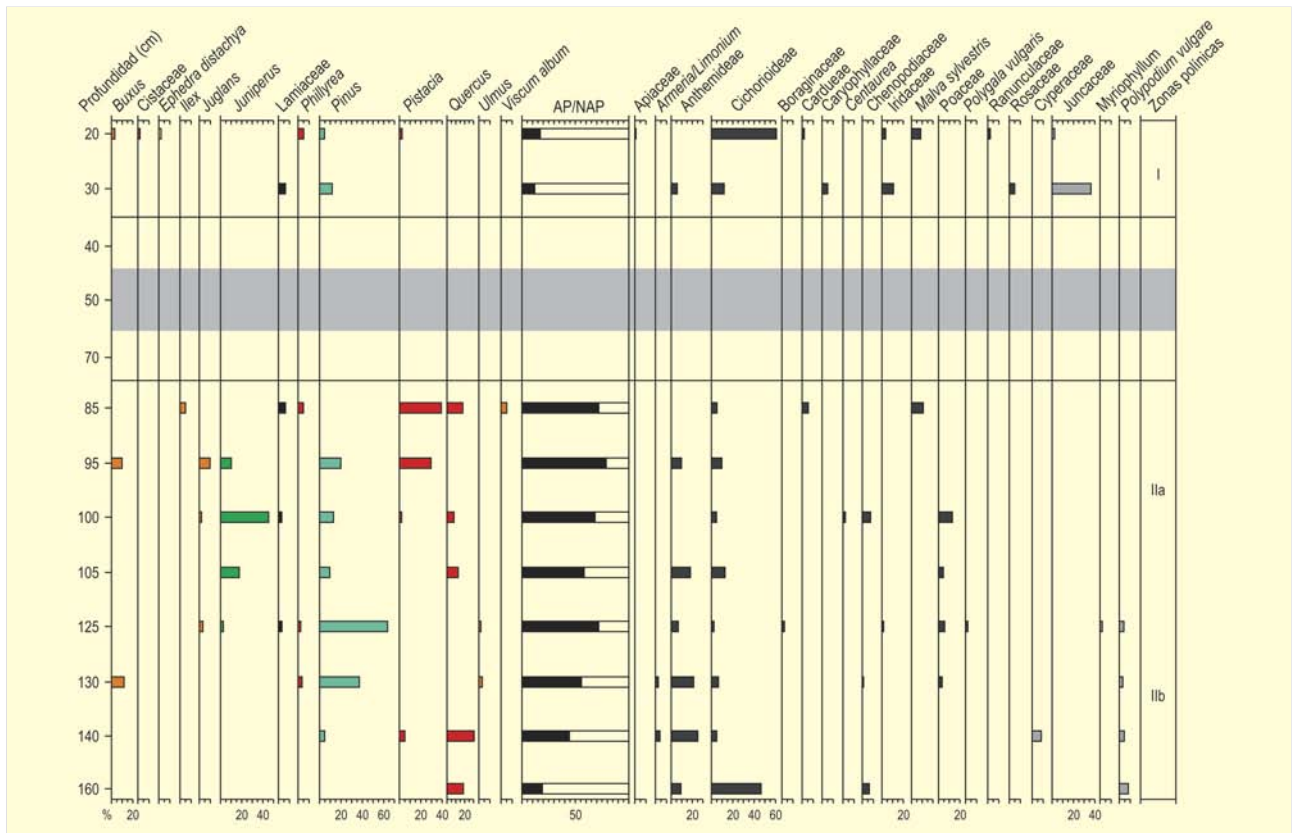 Profundidad (cm)
Buxus
Cistaceae
Ephedra distachya
Ilex
Juglans
Juniperus
Lamiaceae
Phillyrea
Pinus
Pistacia
Quercus
Ulmus
Viscum album
AP/NAP
Apiaceae
Armeria/Limonium
Anthemideae
Cichorioideae
Boraginaceae
Cardueae
Caryophyllaceae
Centaurea
Chenopodiaceae
Iridaceae
Malva sylvestris
Poaceae
Polygala vulgaris
Ranunculaceae
Rosaceae
Cyperaceae
Juncaceae
Myriophyllum
Polypodium vulgare
Zonas polínicas
20
30
I
40
50
70
85
95
IIa
100
105
125
130
IIb
140
160
% 20 20 40 20 40 60 20 40 20 50 20 20 40 60 20 20 20 40